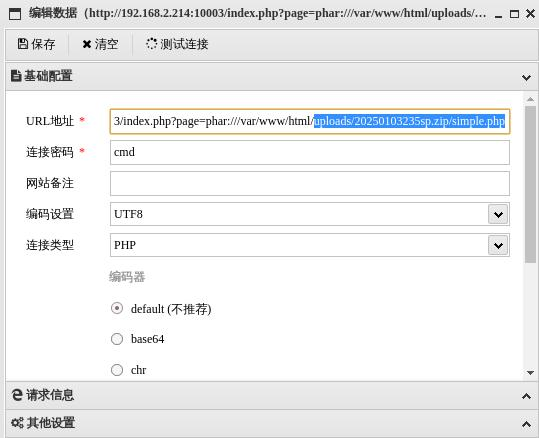 编辑数据（http://192.168.2.214:10003/index.php?page=phar:///var/www/html/uploads/...
保存 清空 测试连接
基础配置
URL地址 * 3/index.php?page=phar:///var/www/html/uploads/20250103235sp.zip/simple.php
连接密码 * cmd
网站备注
编码设置 UTF8
连接类型 PHP
编码器
default (不推荐)
base64
chr
请求信息
其他设置